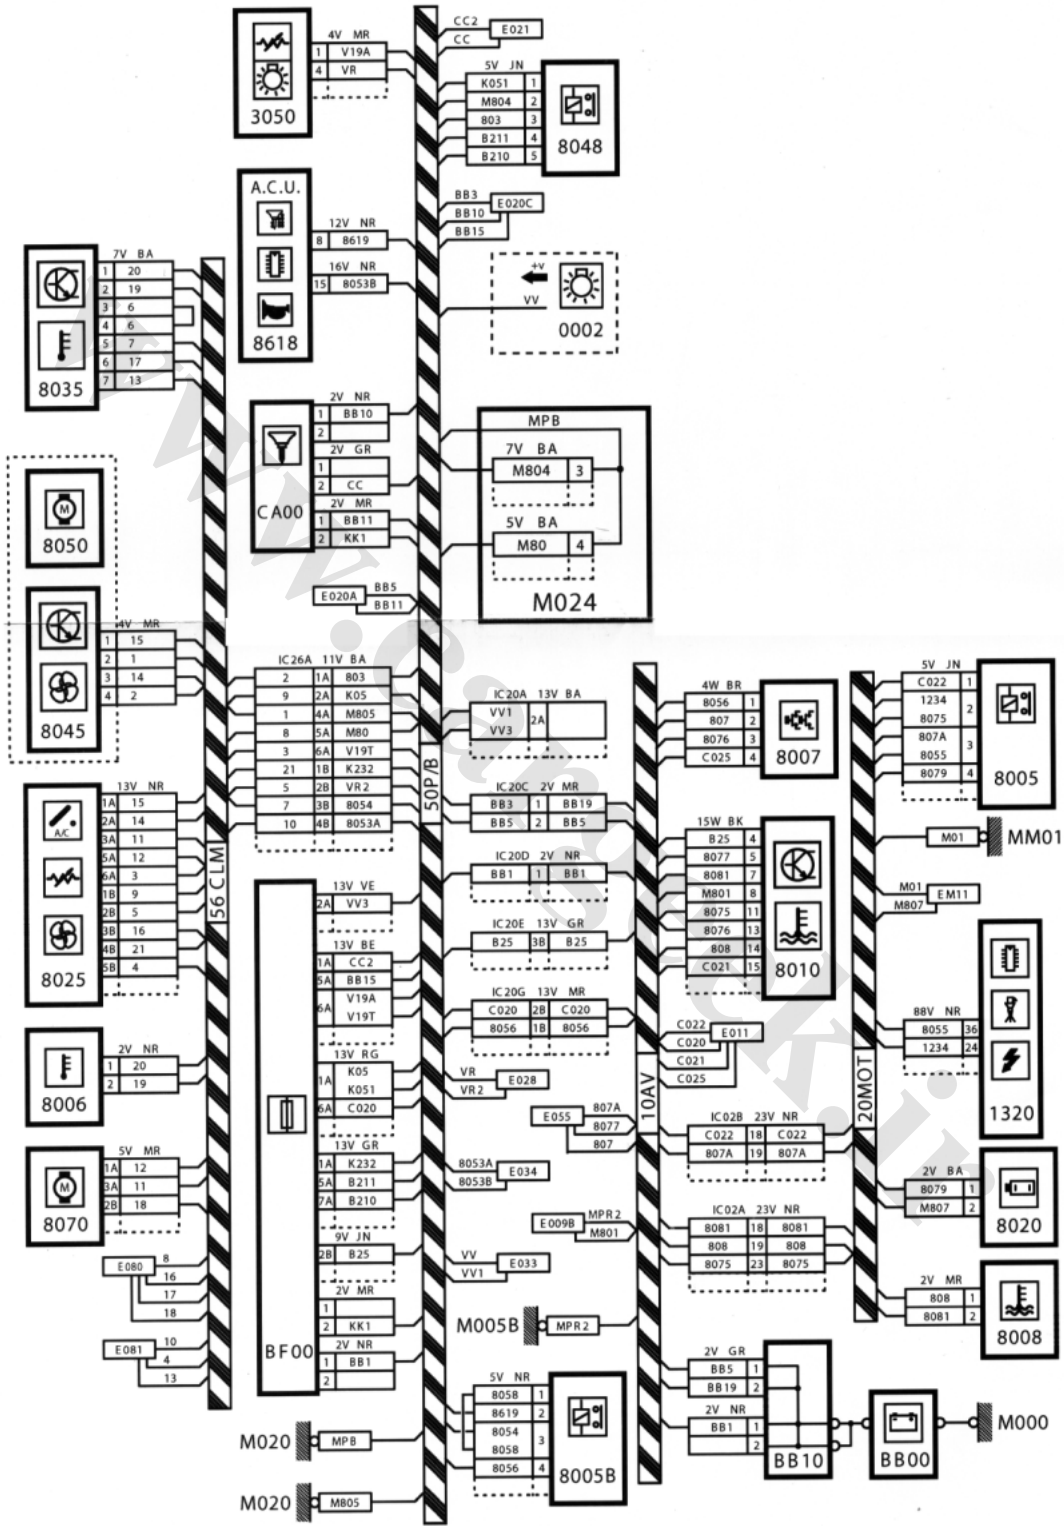 4V MR
1 V19A
4 VR
3050
CC2
CC
E021
5V JN
K051 1
M804 2
803 3
B211 4
B210 5
8048
A.C.U.
12V NR
8 8619
16V NR
15 8053B
8618
BB3
BB10
BB15
E020C
+v
VV
0002
7V BA
1 20
2 19
3 6
4 6
5 7
6 17
7 13
8035
2V NR
1 BB10
2
2V GR
1
2 CC
2V MR
1 BB11
2 KK1
CA00
MPB
7V BA
M804 3
5V BA
M80 4
M024
8050
E020A
BB5
BB11
4V MR
1 15
2 1
3 14
4 2
8045
IC26A 11V BA
2 1A 803
9 2A K05
1 4A M805
8 5A M80
3 6A V19T
21 1B K232
5 2B VR2
7 3B 8054
10 4B 8053A
50P/B
IC20A 13V BA
VV1
VV3
2A
IC20C 2V MR
BB3 1 BB19
BB5 2 BB5
IC20D 2V NR
BB1 1 BB1
IC20E 13V GR
B25 3B B25
IC20G 13V MR
C020 2B C020
8056 1B 8056
4W BR
8056 1
807 2
8076 3
C025 4
8007
5V JN
C022 1
1234
8075
2
807A
8055
3
8079 4
8005
13V NR
1A 15
2A 14
3A 11
5A 12
6A 3
1B 9
2B 5
3B 16
4B 21
5B 4
A/C
8025
56 CLM
15W BK
B25 4
8077 5
8081 7
M801 8
8075 11
8076 13
808 14
C021 15
8010
M01
MM01
M01
M807
EM11
13V VE
2A VV3
13V BE
1A CC2
5A BB15
6A
V19A
V19T
13V RG
1A
K05
K051
6A C020
13V GR
1A K232
5A B211
7A B210
9V JN
2B B25
2V MR
1
2 KK1
2V NR
1 BB1
2
BF00
88V NR
8055 36
1234 24
1320
C022
C020
C021
C025
E011
2V NR
1 20
2 19
8006
VR
VR2
E028
E055
807A
8077
807
10AV
20MOT
IC02B 23V NR
C022 18 C022
807A 19 807A
5V MR
1A 12
3A 11
2B 18
8070
8053A
8053B
E034
2V BA
8079 1
M807 2
8020
E009B
MPR2
M801
IC02A 23V NR
8081 18 8081
808 19 808
8075 23 8075
E080
8
16
17
18
VV
VV1
E033
2V MR
808 1
8081 2
8008
M005B
MPR2
E081
10
4
13
2V GR
BB5 1
BB19 2
2V NR
BB1 1
2
BB10
BB00
M000
5V NR
8058 1
8619 2
8054
8058
3
8056 4
8005B
M020
MPB
M020
M805
www.cargeek.ir